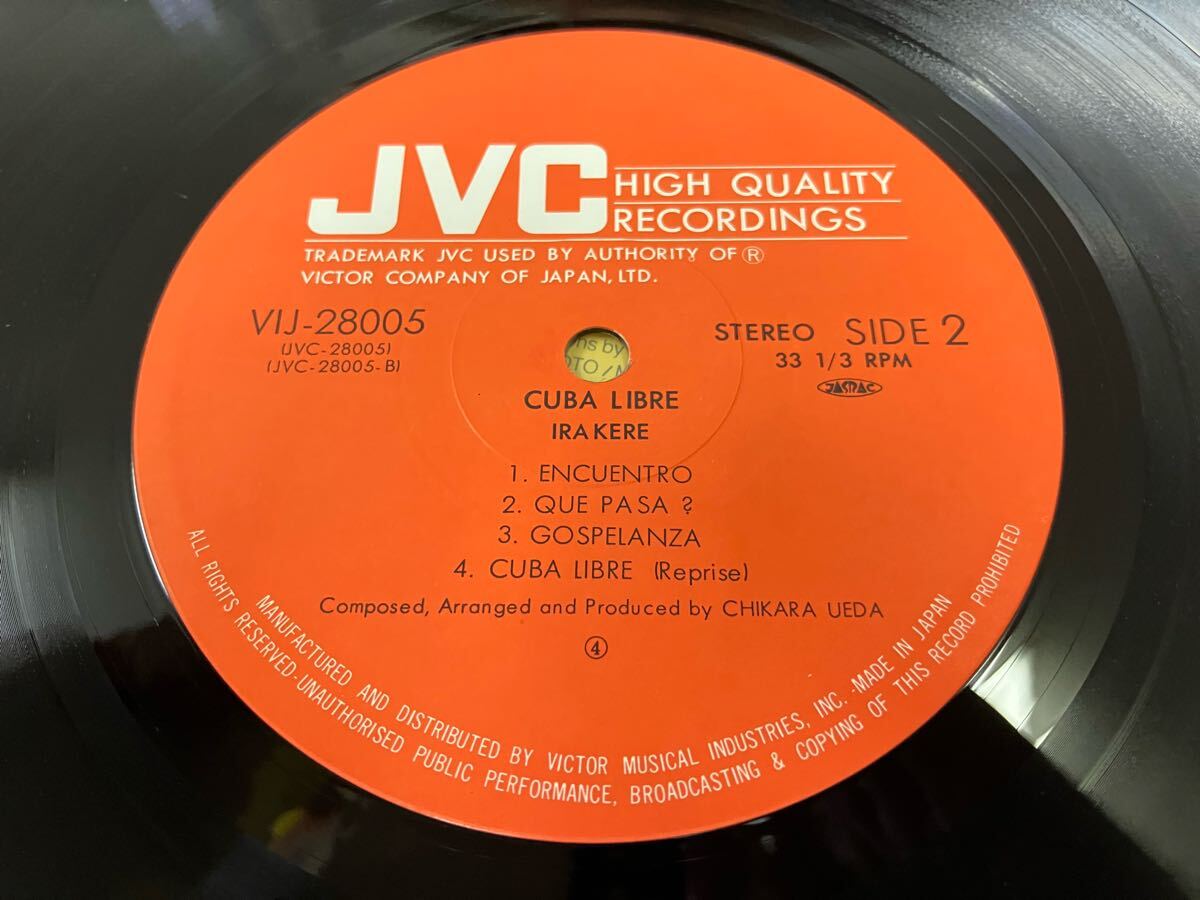 JVC
HIGH QUALITY
RECORDINGS
TRADEMARK JVC USED BY AUTHORITY OF ®
VICTOR COMPANY OF JAPAN, LTD.
VIJ-28005
(JVC-28005)
(JVC-28005-B)
STEREO SIDE 2
33 1/3 RPM
JASRAC
ns by
OTO/
CUBA LIBRE
IRAKERE
1. ENCUENTRO
2. QUE PASA ?
3. GOSPELANZA
4. CUBA LIBRE (Reprise)
Composed, Arranged and Produced by CHIKARA UEDA
④
MANUFACTURED AND DISTRIBUTED BY VICTOR MUSICAL INDUSTRIES, INC. - MADE IN JAPAN
ALL RIGHTS RESERVED-UNAUTHORISED PUBLIC PERFORMANCE, BROADCASTING & COPYING OF THIS RECORD PROHIBITED